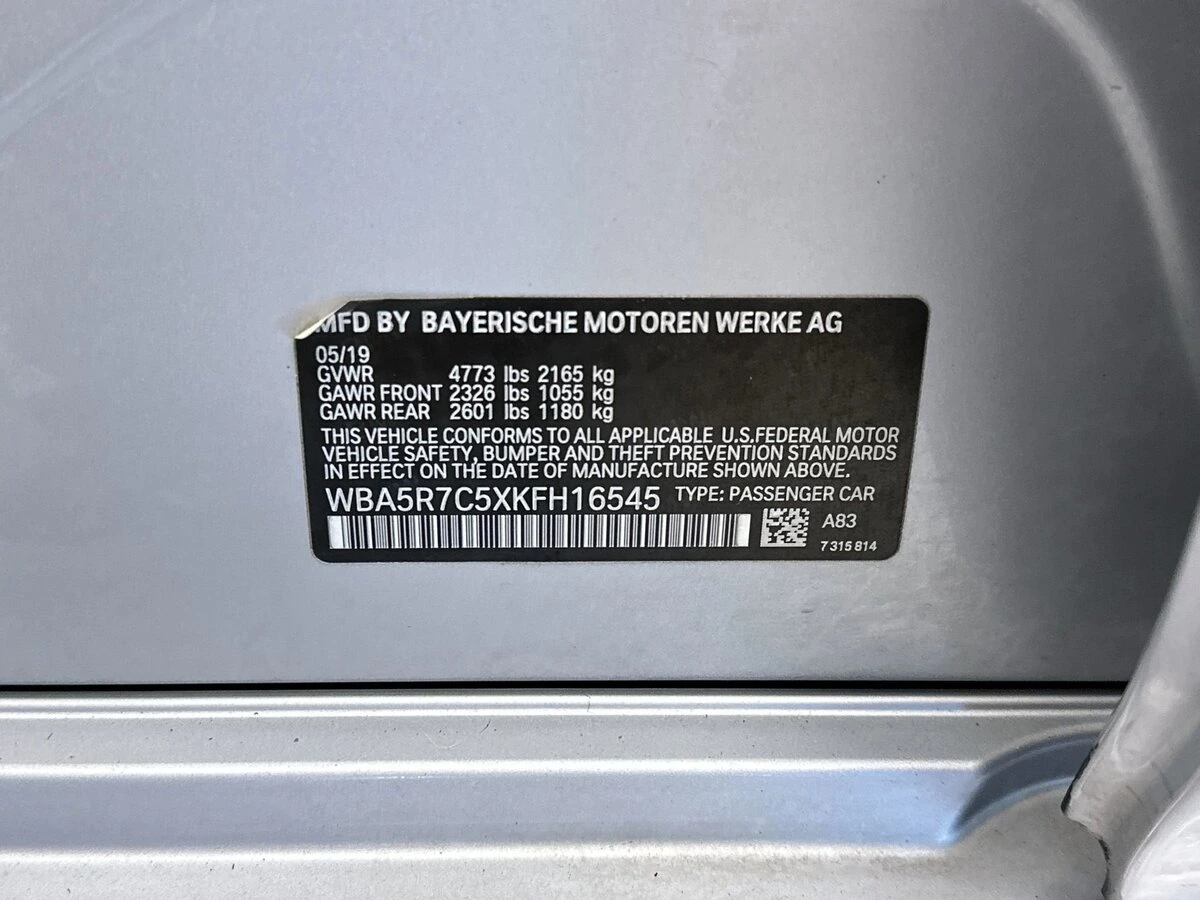 MFD BY BAYERISCHE MOTOREN WERKE AG
05/19
GVWR 4773 lbs 2165 kg
GAWR FRONT 2326 lbs 1055 kg
GAWR REAR 2601 lbs 1180 kg
THIS VEHICLE CONFORMS TO ALL APPLICABLE U.S.FEDERAL MOTOR
VEHICLE SAFETY, BUMPER AND THEFT PREVENTION STANDARDS
IN EFFECT ON THE DATE OF MANUFACTURE SHOWN ABOVE.
WBA5R7C5XKFH16545 TYPE: PASSENGER CAR
A83
7315814